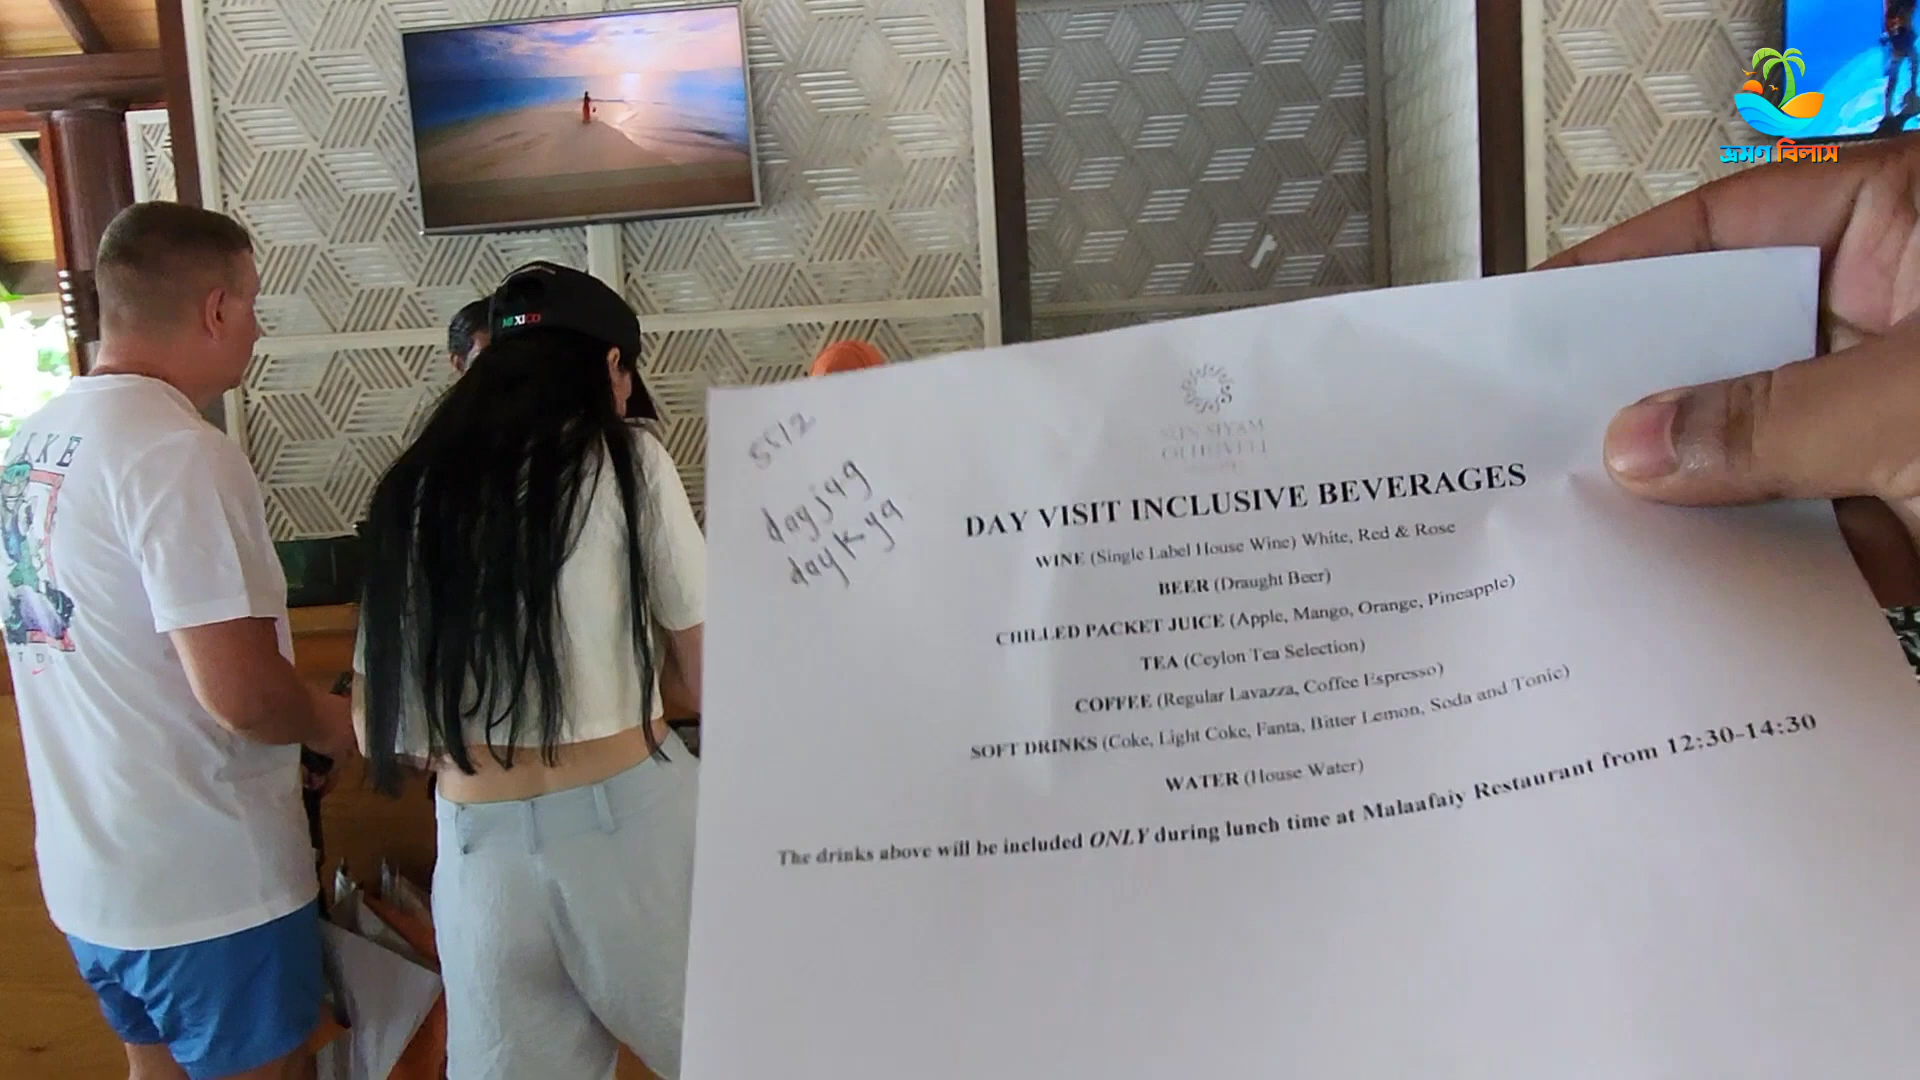 ভ্রমণ বিলাস
MEXICO
5512
dayjqg
daykya
SUN SIYAM
OLHUVELI
DAY VISIT INCLUSIVE BEVERAGES
WINE (Single Label House Wine) White, Red & Rose
BEER (Draught Beer)
CHILLED PACKET JUICE (Apple, Mango, Orange, Pineapple)
TEA (Ceylon Tea Selection)
COFFEE (Regular Lavazza, Coffee Espresso)
SOFT DRINKS (Coke, Light Coke, Fanta, Bitter Lemon, Soda and Tonic)
WATER (House Water)
The drinks above will be included ONLY during lunch time at Malaafaiy Restaurant from 12:30-14:30